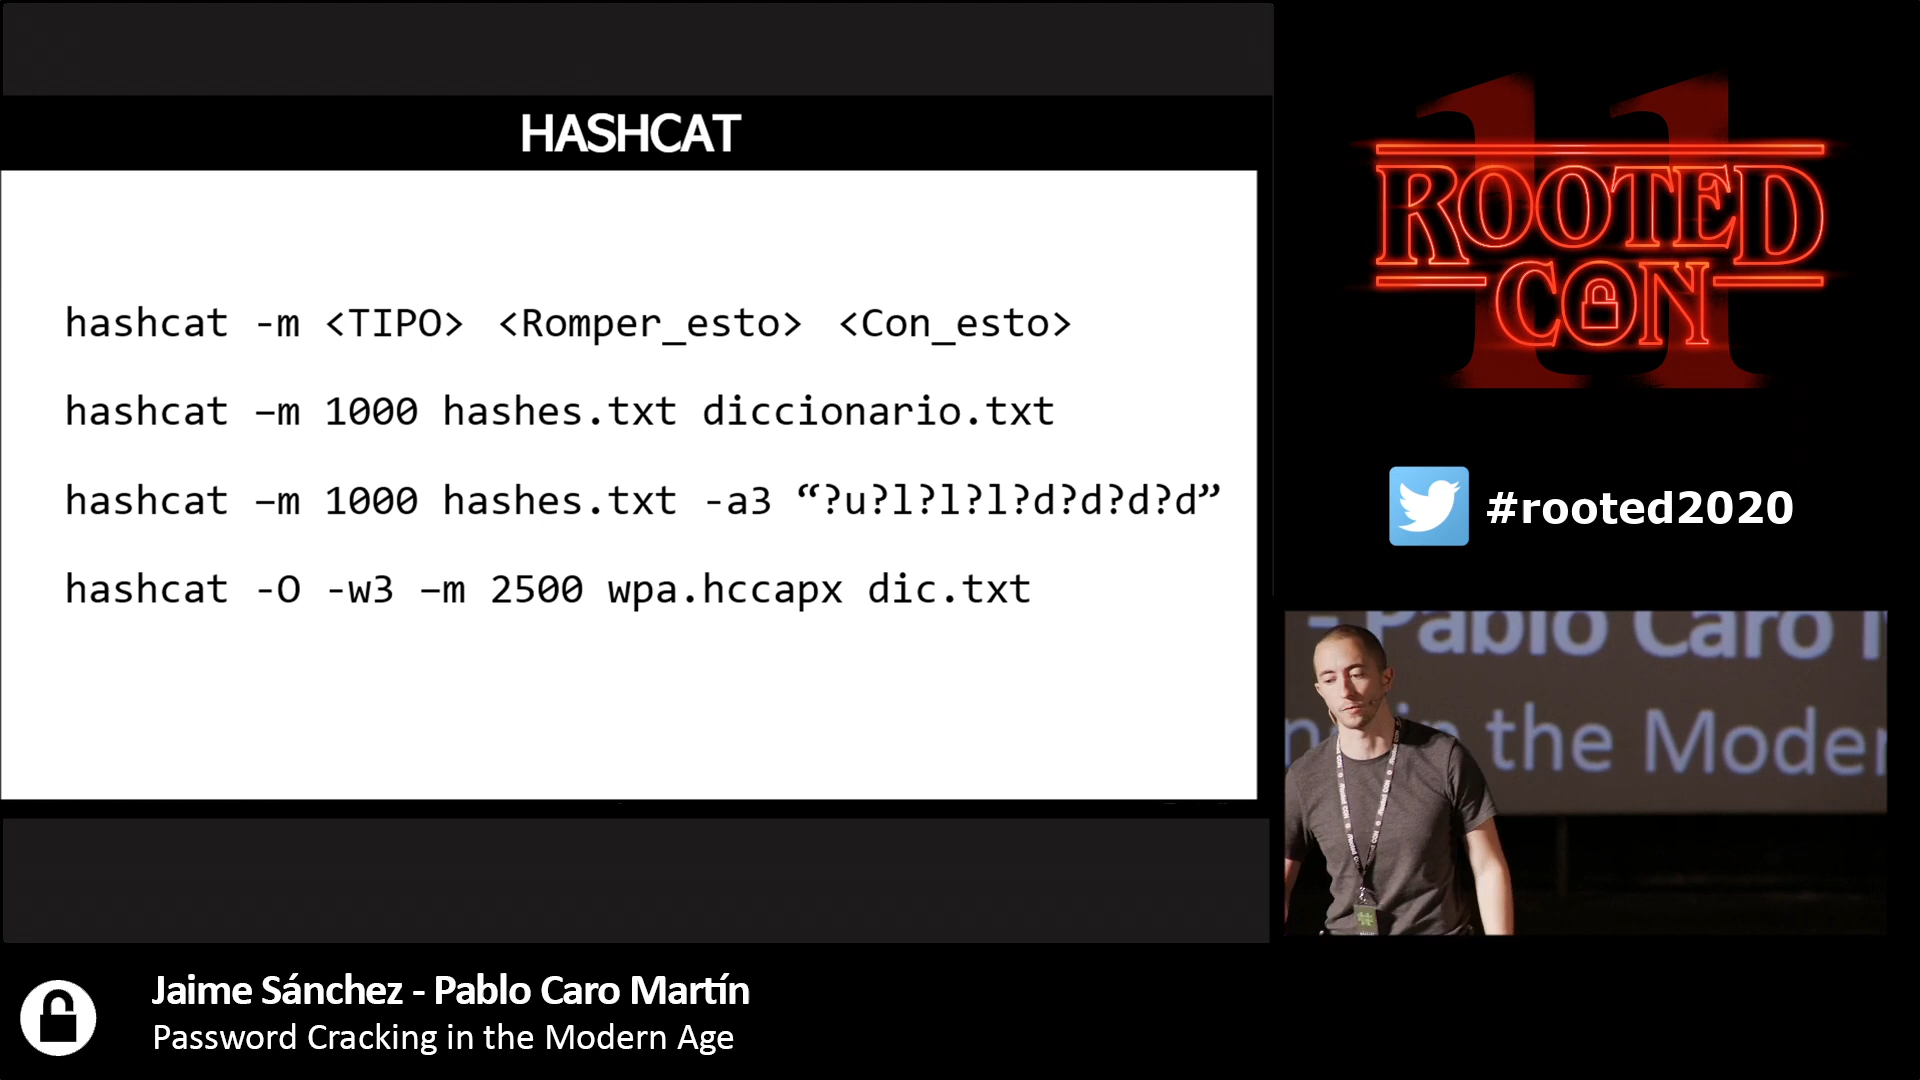 HASHCAT
hashcat -m <TIPO> <Romper_esto> <Con_esto>
hashcat –m 1000 hashes.txt diccionario.txt
hashcat –m 1000 hashes.txt -a3 “?u?l?l?l?d?d?d?d”
hashcat -O -w3 –m 2500 wpa.hccapx dic.txt
11
ROOTED
CON
#rooted2020
- Pablo Caro
in the Moder
Jaime Sánchez - Pablo Caro Martín
Password Cracking in the Modern Age